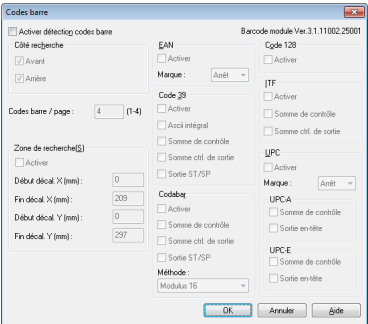 Codes barre
Activer détection codes barre
Barcode module Ver.3.1.11002.25001
Côté recherche
Avant
Arrière
Codes barre / page :
4
(1-4)
Zone de recherche(S)
Activer
Début décal. X (mm) :
0
Fin décal. X (mm) :
209
Début décal. Y (mm) :
0
Fin décal. Y (mm) :
297
EAN
Activer
Marque :
Arrêt
Code 39
Activer
Ascii intégral
Somme de contrôle
Somme ctrl. de sortie
Sortie ST/SP
Codabar
Activer
Somme de contrôle
Somme ctrl. de sortie
Sortie ST/SP
Méthode :
Modulus 16
Code 128
Activer
ITF
Activer
Somme de contrôle
Somme ctrl. de sortie
UPC
Activer
Marque :
Arrêt
UPC-A
Somme de contrôle
Sortie en-tête
UPC-E
Somme de contrôle
Sortie en-tête
OK
Annuler
Aide